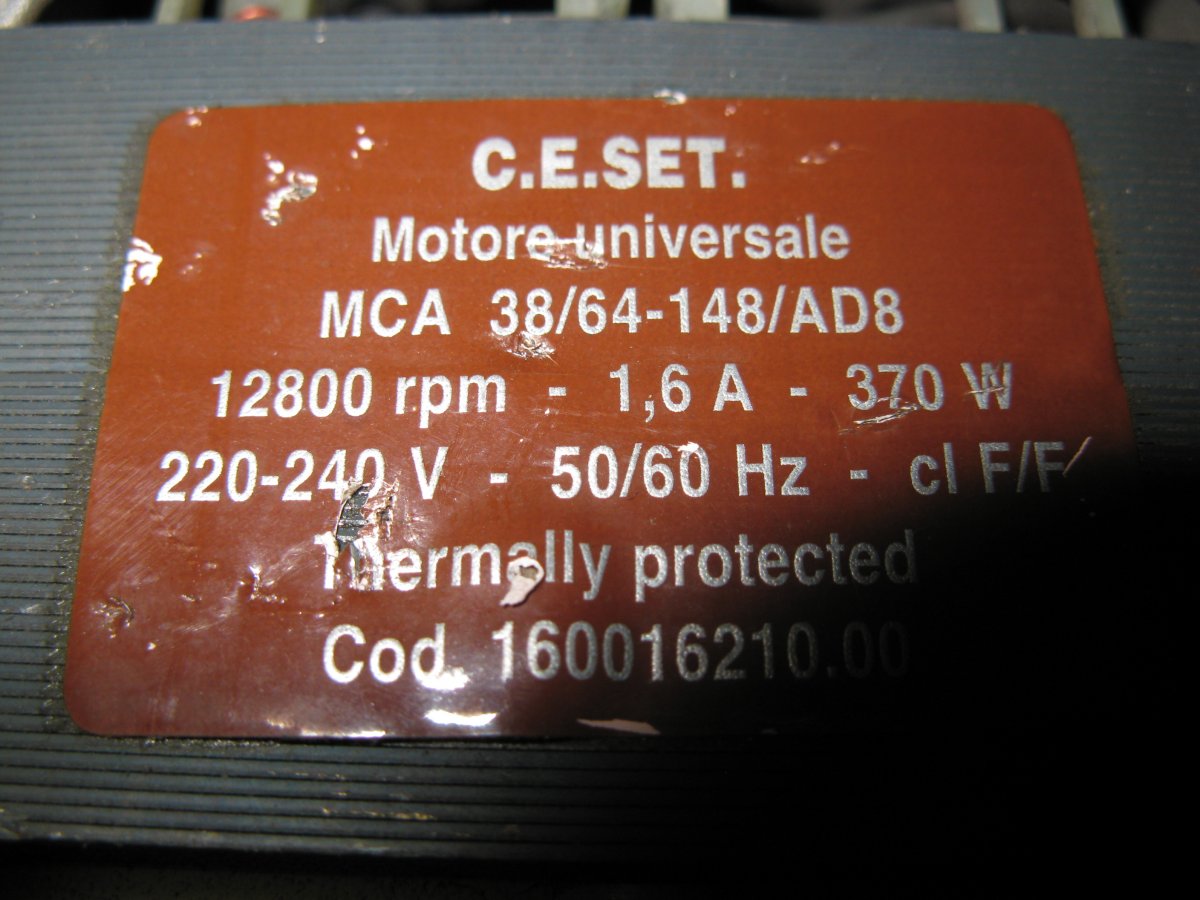 C.E.SET.
Motore universale
MCA 38/64-148/AD8
12800 rpm - 1,6 A - 370 W
220-240 V - 50/60 Hz - cl F/F
Thermally protected
Cod. 160016210.00